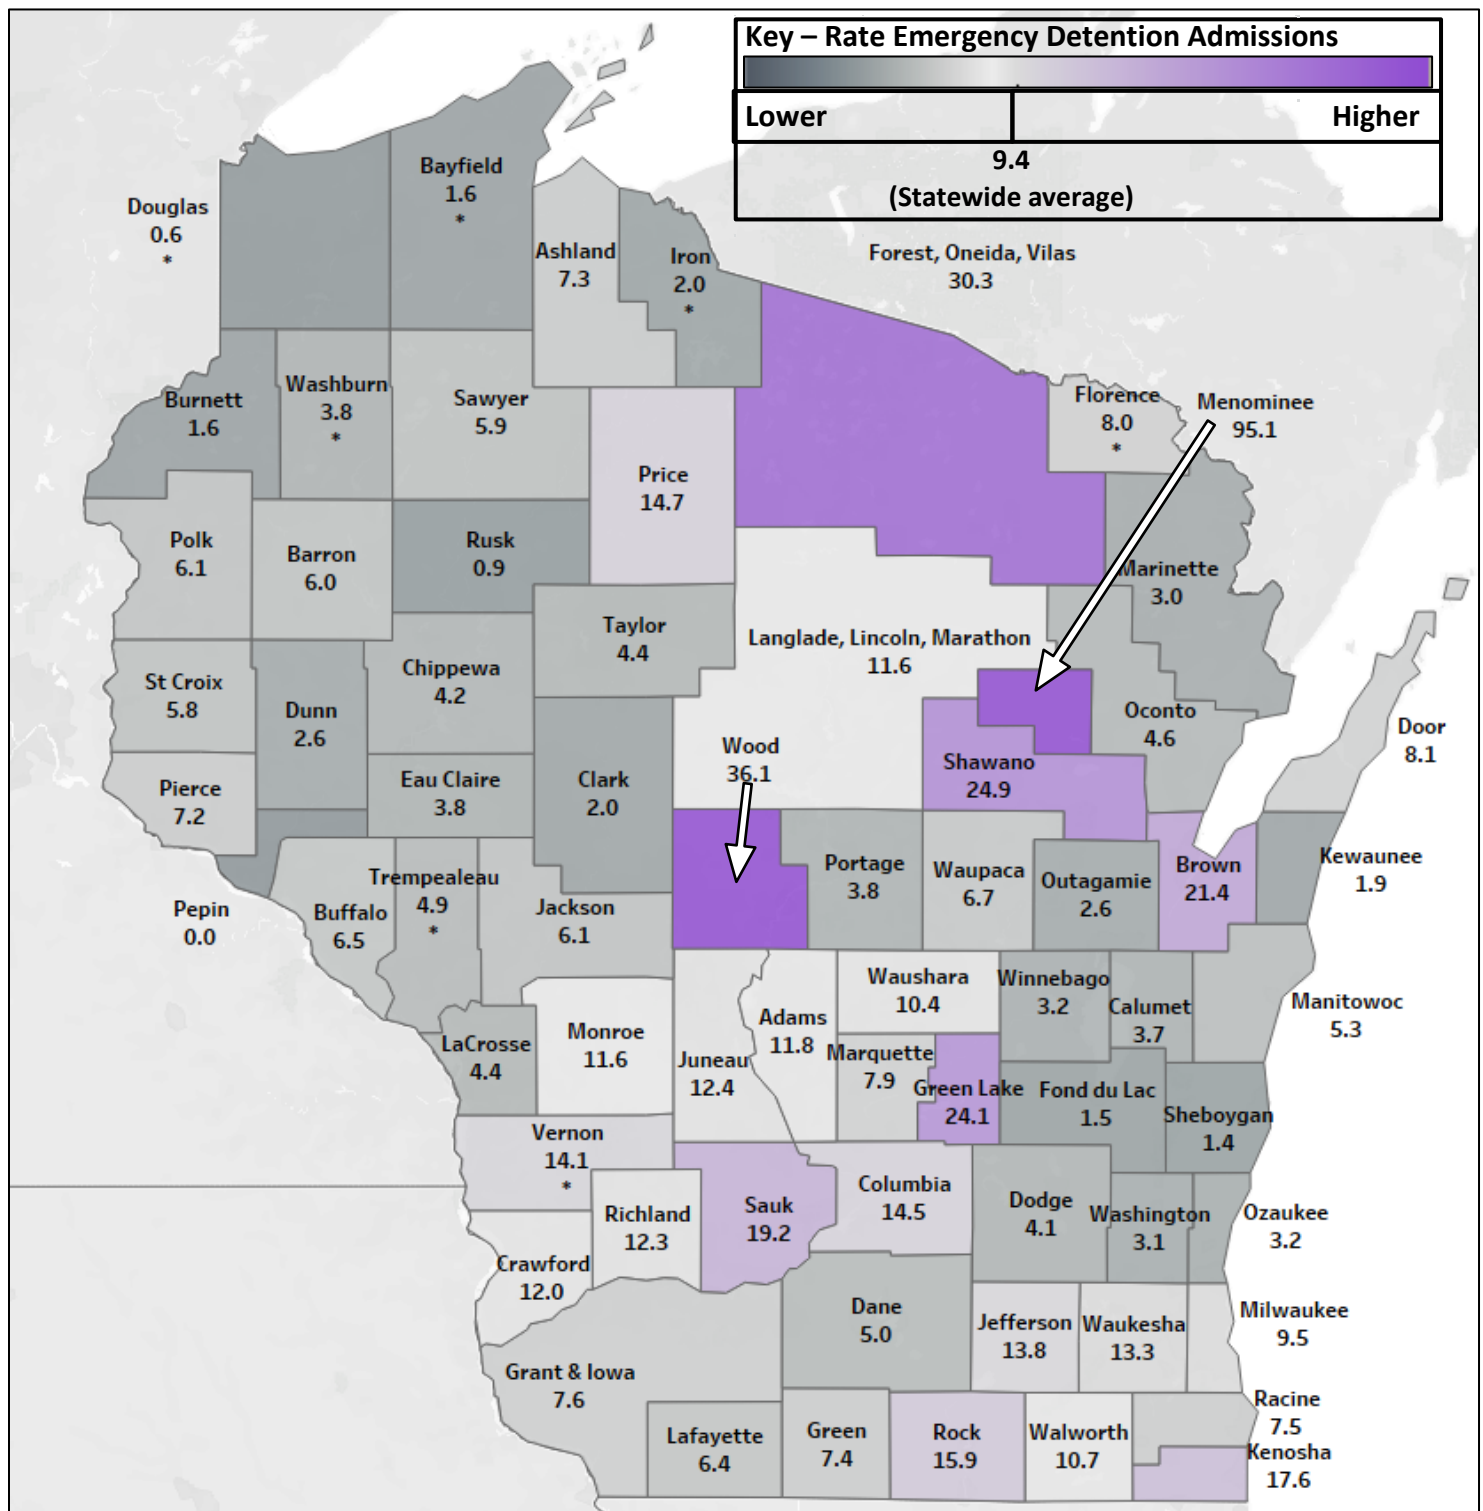 Key – Rate Emergency Detention Admissions
Lower Higher
9.4
(Statewide average)
Bayfield
1.6
*
Douglas
0.6
*
Ashland
7.3
Iron
2.0
*
Forest, Oneida, Vilas
30.3
Burnett
1.6
Washburn
3.8
*
Sawyer
5.9
Price
14.7
Florence
8.0
*
Menominee
95.1
Polk
6.1
Barron
6.0
Rusk
0.9
Marinette
3.0
Taylor
4.4
Langlade, Lincoln, Marathon
11.6
St Croix
5.8
Dunn
2.6
Chippewa
4.2
Oconto
4.6
Door
8.1
Pierce
7.2
Eau Claire
3.8
Clark
2.0
Wood
36.1
Shawano
24.9
Pepin
0.0
Buffalo
6.5
Trempealeau
4.9
*
Jackson
6.1
Portage
3.8
Waupaca
6.7
Outagamie
2.6
Brown
21.4
Kewaunee
1.9
LaCrosse
4.4
Monroe
11.6
Juneau
12.4
Adams
11.8
Waushara
10.4
Winnebago
3.2
Calumet
3.7
Manitowoc
5.3
Marquette
7.9
Green Lake
24.1
Fond du Lac
1.5
Sheboygan
1.4
Vernon
14.1
*
Richland
12.3
Sauk
19.2
Columbia
14.5
Dodge
4.1
Washington
3.1
Ozaukee
3.2
Crawford
12.0
Grant & Iowa
7.6
Dane
5.0
Jefferson
13.8
Waukesha
13.3
Milwaukee
9.5
Lafayette
6.4
Green
7.4
Rock
15.9
Walworth
10.7
Racine
7.5
Kenosha
17.6